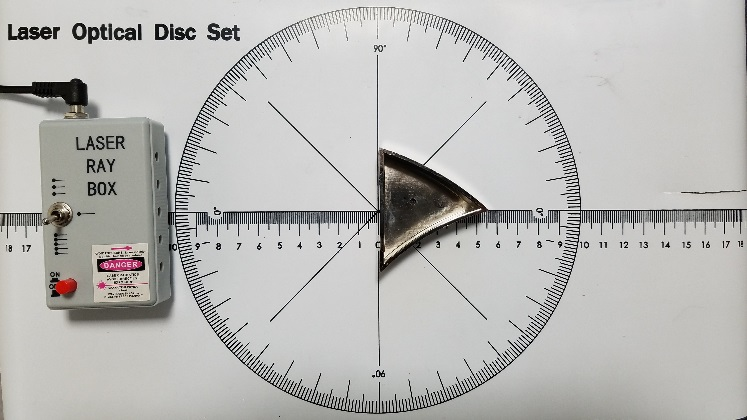 Laser Optical Disc Set
90°
LASER
RAY
BOX
0°
0°
18 17
10 9 8 7 6 5 4 3 2 1 0
2 3 4 5 6 7 8 9 10 11 12 13 14 15 16 17 18
ON
DANGER
90°